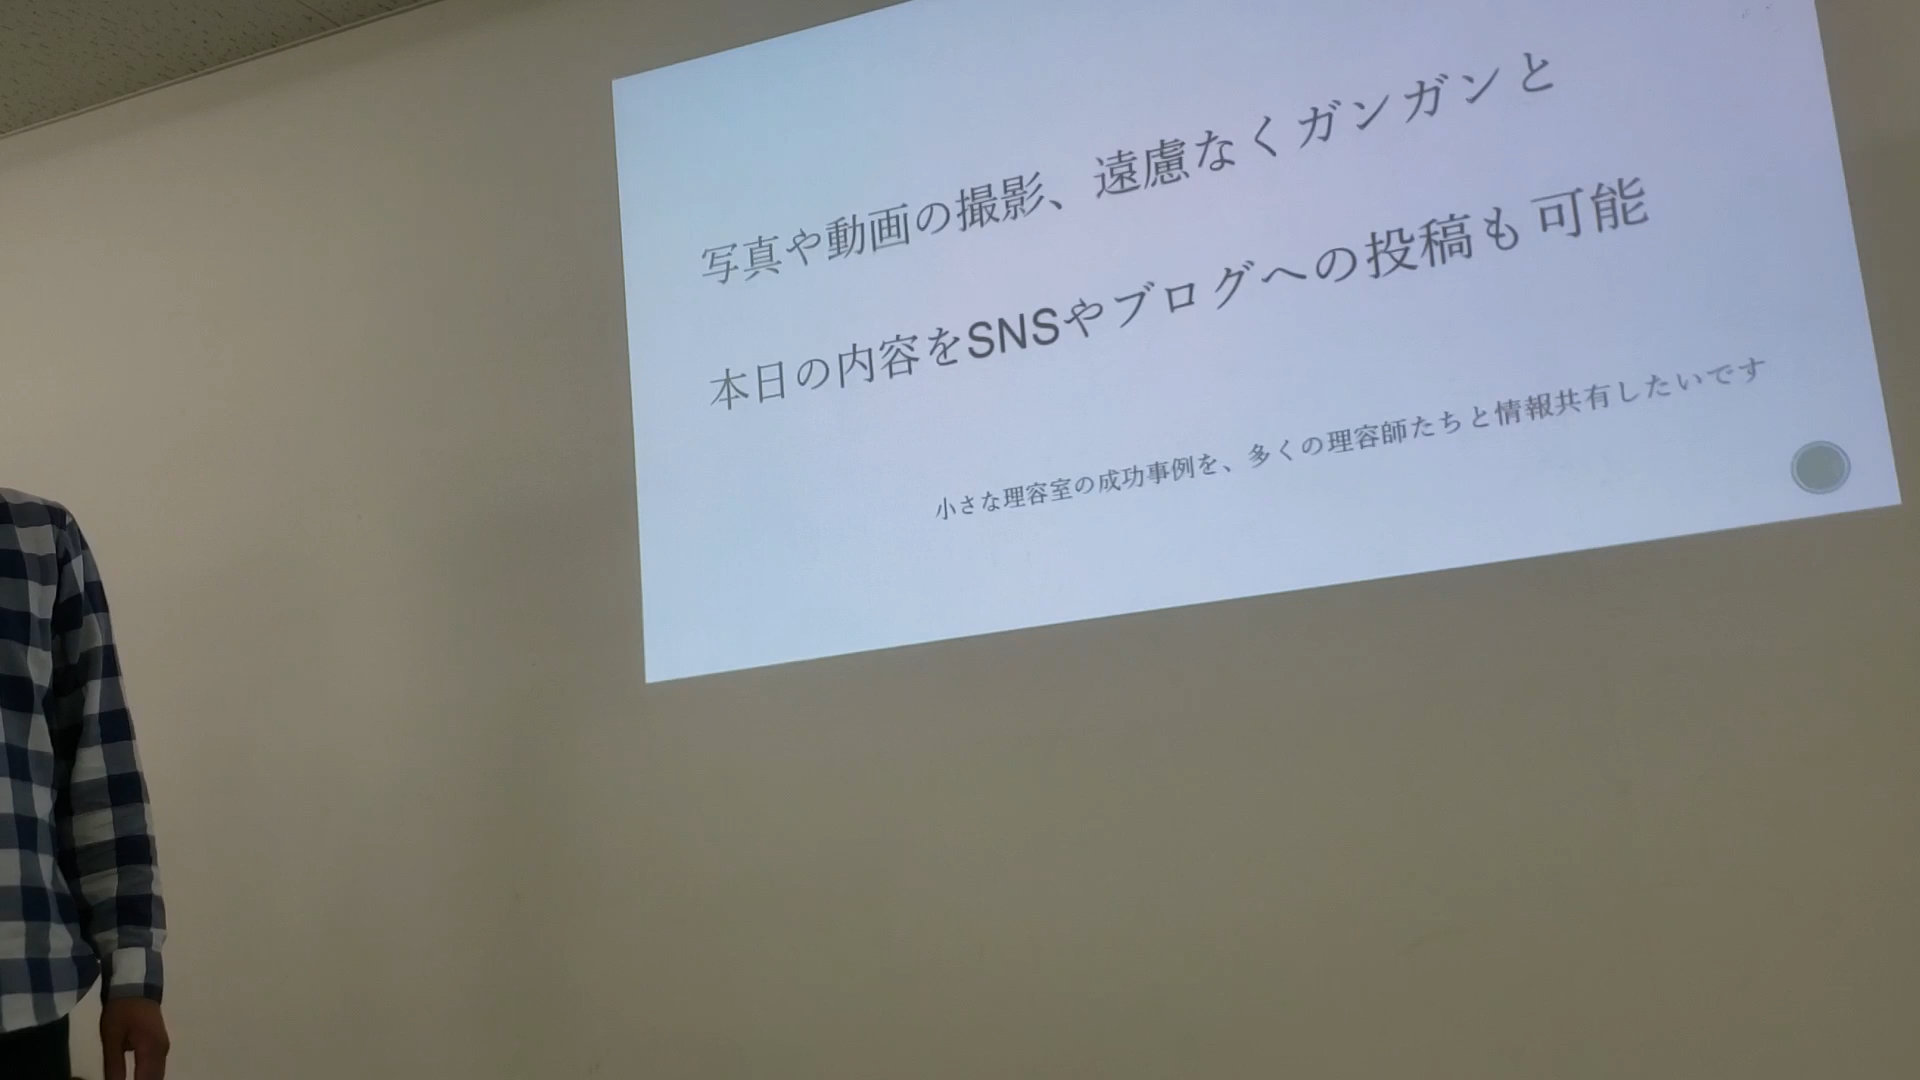 写真や動画の撮影、遠慮なくガンガンと
本日の内容をSNSやブログへの投稿も可能
小さな理容室の成功事例を、多くの理容師たちと情報共有したいです